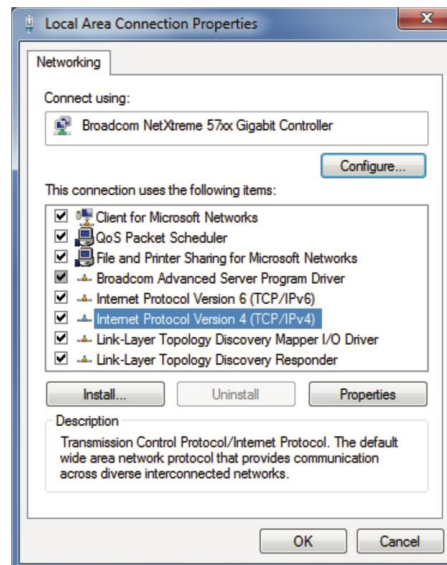 Local Area Connection Properties
Networking
Connect using:
Broadcom NetXtreme 57xx Gigabit Controller
Configure...
This connection uses the following items:
Client for Microsoft Networks
QoS Packet Scheduler
File and Printer Sharing for Microsoft Networks
Broadcom Advanced Server Program Driver
Internet Protocol Version 6 (TCP/IPv6)
Internet Protocol Version 4 (TCP/IPv4)
Link-Layer Topology Discovery Mapper I/O Driver
Link-Layer Topology Discovery Responder
Install... Uninstall Properties
Description
Transmission Control Protocol/Internet Protocol. The default
wide area network protocol that provides communication
across diverse interconnected networks.
OK Cancel